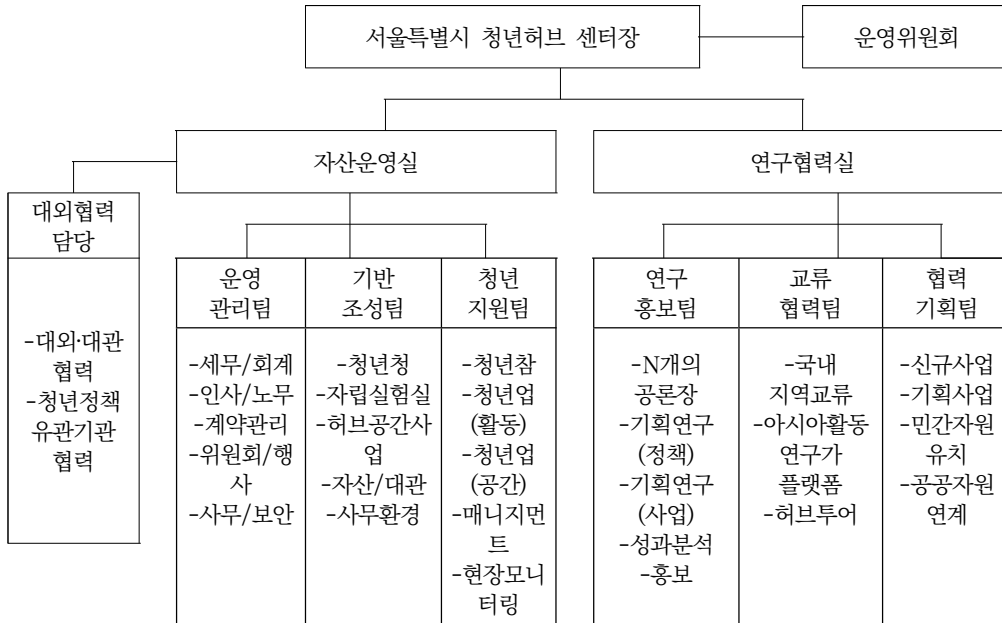 서울특별시 청년허브 센터장
운영위원회
자산운영실
연구협력실
대외협력
담당
-대외·대관
협력
-청년정책
유관기관
협력
운영
관리팀
-세무/회계
-인사/노무
-계약관리
-위원회/행
사
-사무/보안
기반
조성팀
-청년청
-자립실험실
-허브공간사
업
-자산/대관
-사무환경
청년
지원팀
-청년참
-청년업
(활동)
-청년업
(공간)
-매니지먼
트
-현장모니
터링
연구
홍보팀
-N개의
공론장
-기획연구
(정책)
-기획연구
(사업)
-성과분석
-홍보
교류
협력팀
-국내
지역교류
-아시아활동
연구가
플랫폼
-허브투어
협력
기획팀
-신규사업
-기획사업
-민간자원
유치
-공공자원
연계